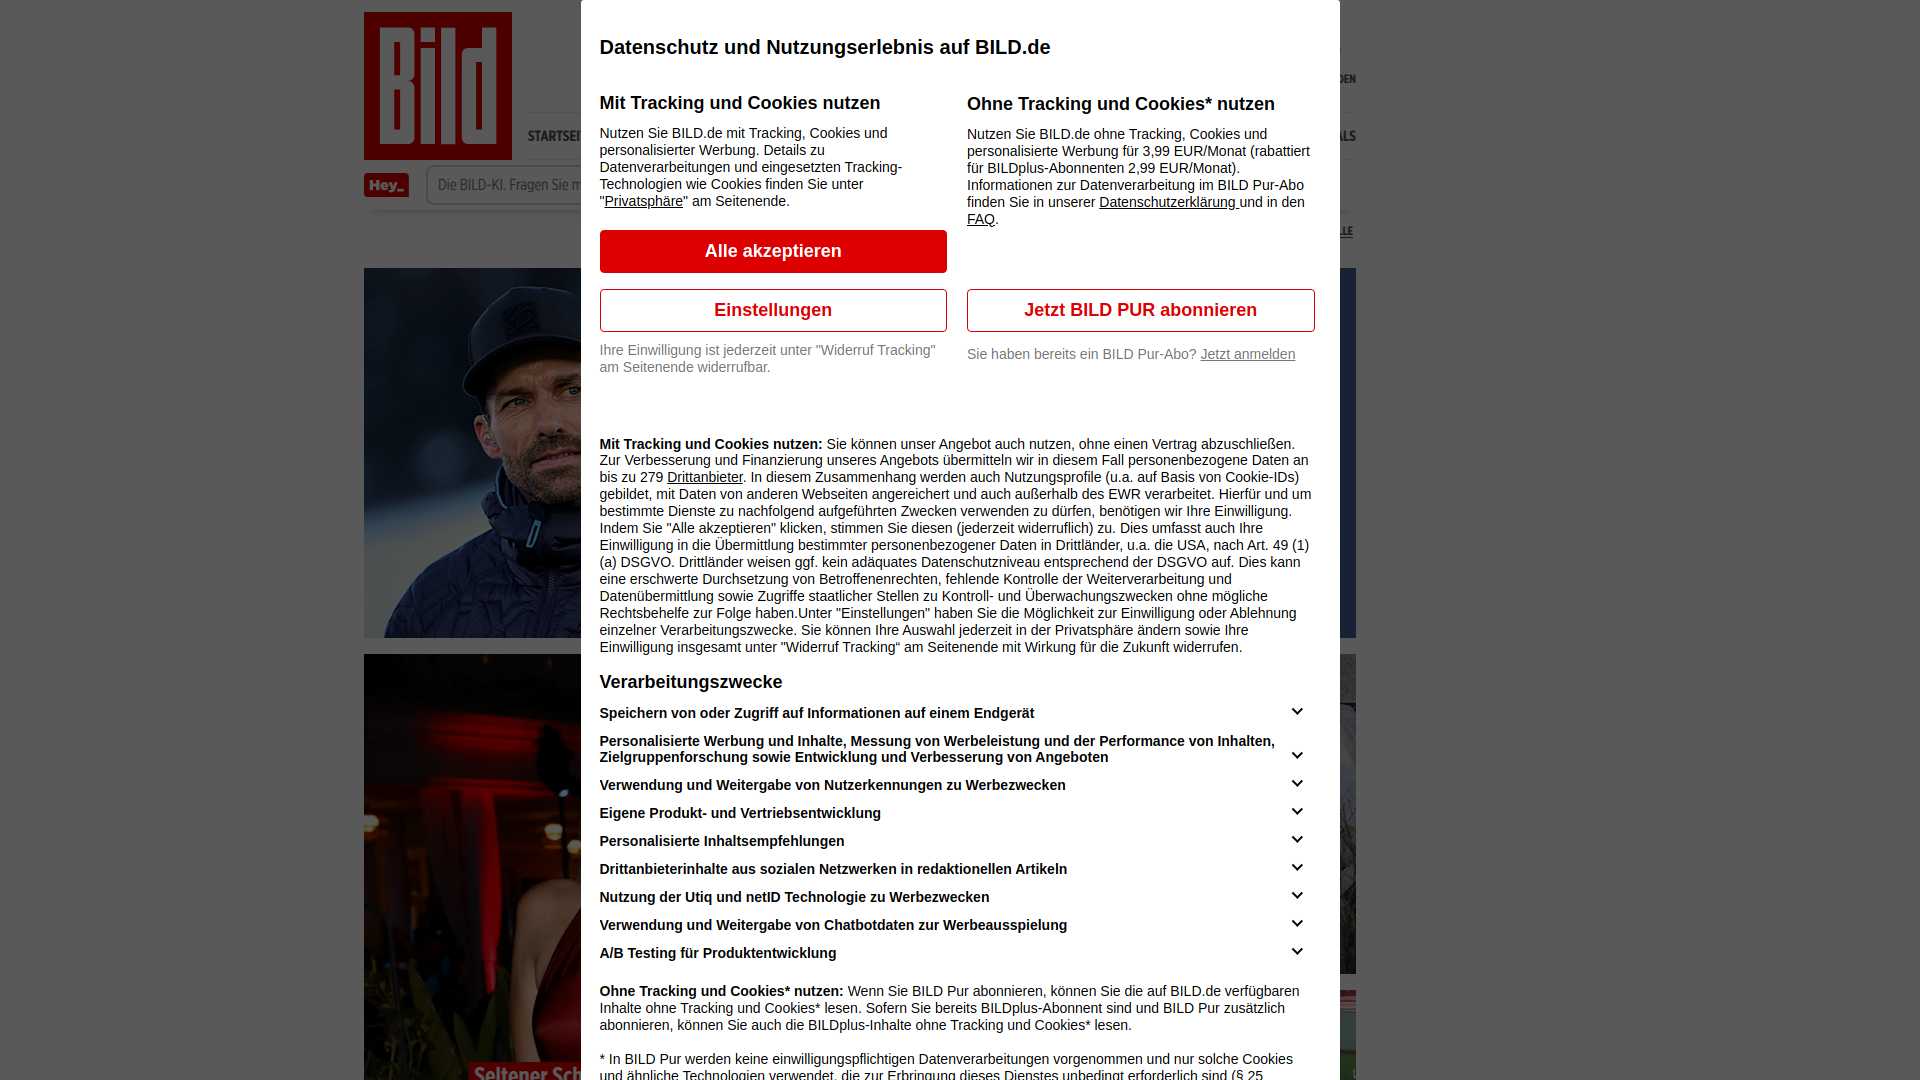 Bild
DEN
STARTSEI
ALS
Hey_
Die BILD-KI. Fragen Sie m
LLE
Datenschutz und Nutzungserlebnis auf BILD.de
Mit Tracking und Cookies nutzen
Nutzen Sie BILD.de mit Tracking, Cookies und
personalisierter Werbung. Details zu
Datenverarbeitungen und eingesetzten Tracking-
Technologien wie Cookies finden Sie unter
"Privatsphäre" am Seitenende.
Alle akzeptieren
Einstellungen
Ihre Einwilligung ist jederzeit unter "Widerruf Tracking"
am Seitenende widerrufbar.
Ohne Tracking und Cookies* nutzen
Nutzen Sie BILD.de ohne Tracking, Cookies und
personalisierte Werbung für 3,99 EUR/Monat (rabattiert
für BILDplus-Abonnenten 2,99 EUR/Monat).
Informationen zur Datenverarbeitung im BILD Pur-Abo
finden Sie in unserer Datenschutzerklärung und in den
FAQ.
Jetzt BILD PUR abonnieren
Sie haben bereits ein BILD Pur-Abo? Jetzt anmelden
Mit Tracking und Cookies nutzen: Sie können unser Angebot auch nutzen, ohne einen Vertrag abzuschließen.
Zur Verbesserung und Finanzierung unseres Angebots übermitteln wir in diesem Fall personenbezogene Daten an
bis zu 279 Drittanbieter. In diesem Zusammenhang werden auch Nutzungsprofile (u.a. auf Basis von Cookie-IDs)
gebildet, mit Daten von anderen Webseiten angereichert und auch außerhalb des EWR verarbeitet. Hierfür und um
bestimmte Dienste zu nachfolgend aufgeführten Zwecken verwenden zu dürfen, benötigen wir Ihre Einwilligung.
Indem Sie "Alle akzeptieren" klicken, stimmen Sie diesen (jederzeit widerruflich) zu. Dies umfasst auch Ihre
Einwilligung in die Übermittlung bestimmter personenbezogener Daten in Drittländer, u.a. die USA, nach Art. 49 (1)
(a) DSGVO. Drittländer weisen ggf. kein adäquates Datenschutzniveau entsprechend der DSGVO auf. Dies kann
eine erschwerte Durchsetzung von Betroffenenrechten, fehlende Kontrolle der Weiterverarbeitung und
Datenübermittlung sowie Zugriffe staatlicher Stellen zu Kontroll- und Überwachungszwecken ohne mögliche
Rechtsbehelfe zur Folge haben.Unter "Einstellungen" haben Sie die Möglichkeit zur Einwilligung oder Ablehnung
einzelner Verarbeitungszwecke. Sie können Ihre Auswahl jederzeit in der Privatsphäre ändern sowie Ihre
Einwilligung insgesamt unter "Widerruf Tracking“ am Seitenende mit Wirkung für die Zukunft widerrufen.
Verarbeitungszwecke
Speichern von oder Zugriff auf Informationen auf einem Endgerät
Personalisierte Werbung und Inhalte, Messung von Werbeleistung und der Performance von Inhalten,
Zielgruppenforschung sowie Entwicklung und Verbesserung von Angeboten
Verwendung und Weitergabe von Nutzerkennungen zu Werbezwecken
Eigene Produkt- und Vertriebsentwicklung
Personalisierte Inhaltsempfehlungen
Drittanbieterinhalte aus sozialen Netzwerken in redaktionellen Artikeln
Nutzung der Utiq und netID Technologie zu Werbezwecken
Verwendung und Weitergabe von Chatbotdaten zur Werbeausspielung
A/B Testing für Produktentwicklung
Ohne Tracking und Cookies* nutzen: Wenn Sie BILD Pur abonnieren, können Sie die auf BILD.de verfügbaren
Inhalte ohne Tracking und Cookies* lesen. Sofern Sie bereits BILDplus-Abonnent sind und BILD Pur zusätzlich
abonnieren, können Sie auch die BILDplus-Inhalte ohne Tracking und Cookies* lesen.
* In BILD Pur werden keine einwilligungspflichtigen Datenverarbeitungen vorgenommen und nur solche Cookies
und ähnliche Technologien verwendet, die zur Erbringung dieses Dienstes unbedingt erforderlich sind (§ 25
Seltener Sch